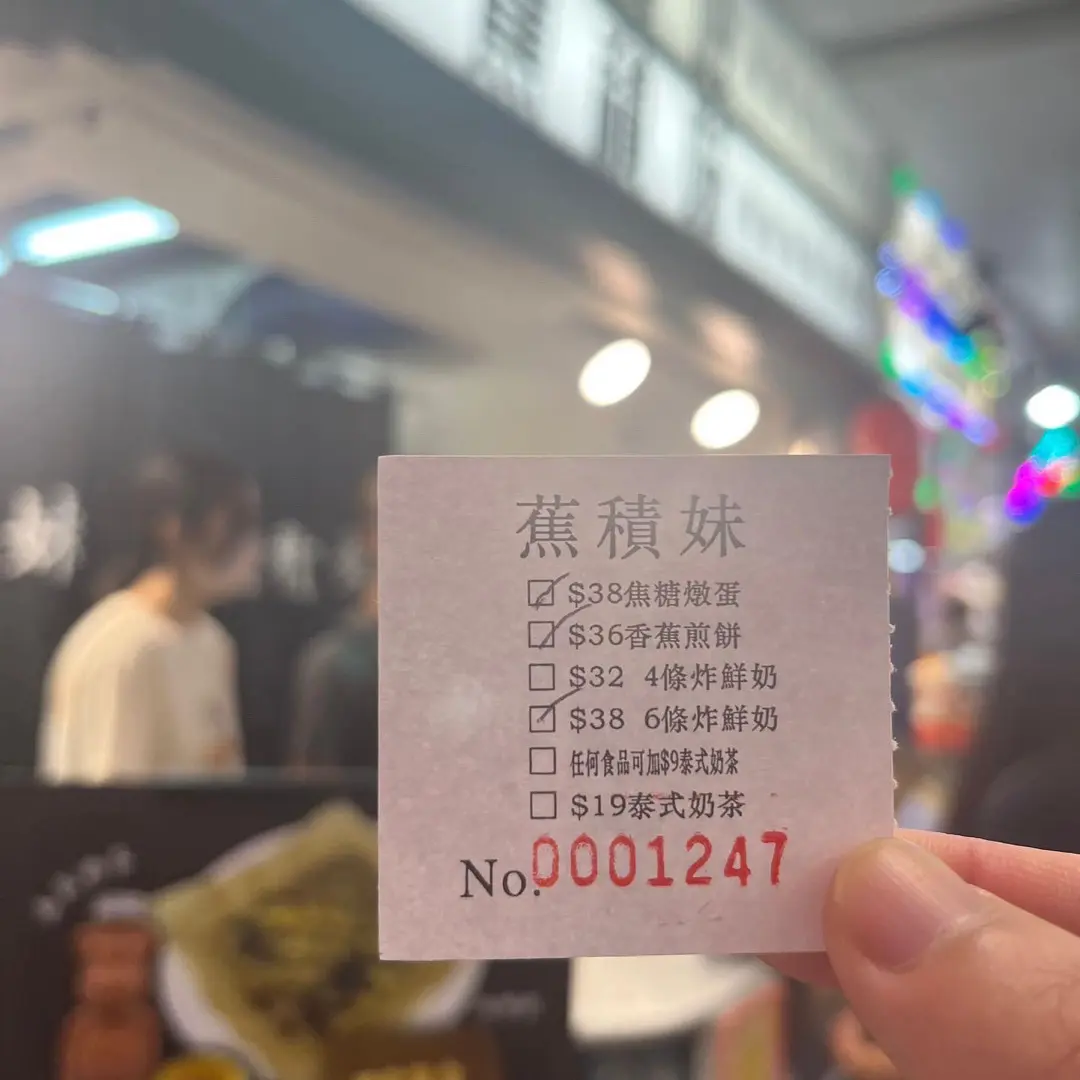 蕉積妹
☑ $38焦糖燉蛋
☑ $36香蕉煎餅
☐ $32 4條炸鮮奶
☑ $38 6條炸鮮奶
☐ 任何食品可加$9泰式奶茶
☐ $19泰式奶茶
No.0001247